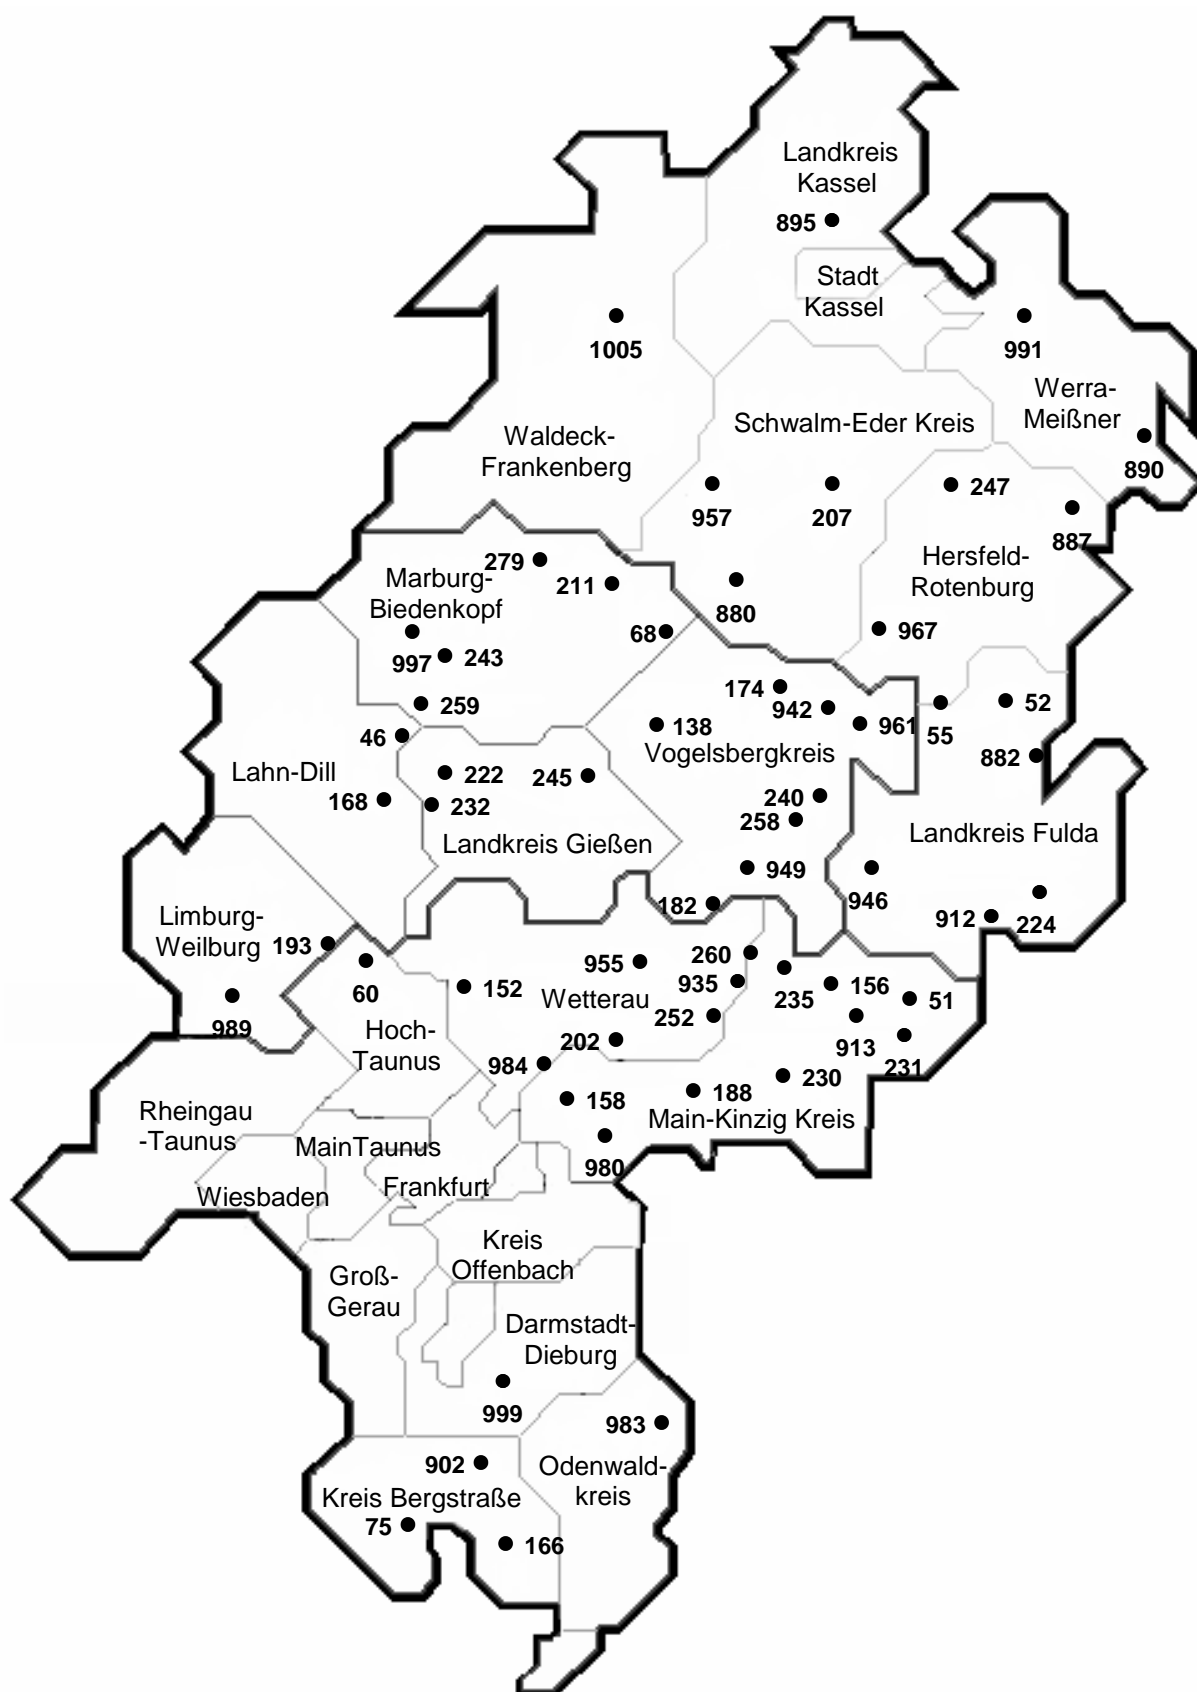 Landkreis
Kassel
895
Stadt
Kassel
1005
991
Werra-
Meißner
Schwalm-Eder Kreis
Waldeck-
Frankenberg
890
957
207
247
887
279
Hersfeld-
Rotenburg
Marburg-
Biedenkopf
211
880
68
967
997
243
174
942
52
259
138
961
55
46
Vogelsbergkreis
882
Lahn-Dill
222
245
168
232
240
258
Landkreis Gießen
Landkreis Fulda
949
946
182
Limburg-
Weilburg
193
912
224
60
955
260
152
Wetterau
935
235
156
51
989
252
Hoch-
Taunus
202
913
984
231
230
158
188
Rheingau
-Taunus
Main-Kinzig Kreis
MainTaunus
980
Wiesbaden
Frankfurt
Kreis
Offenbach
Groß-
Gerau
Darmstadt-
Dieburg
999
983
902
Odenwald-
kreis
Kreis Bergstraße
75
166